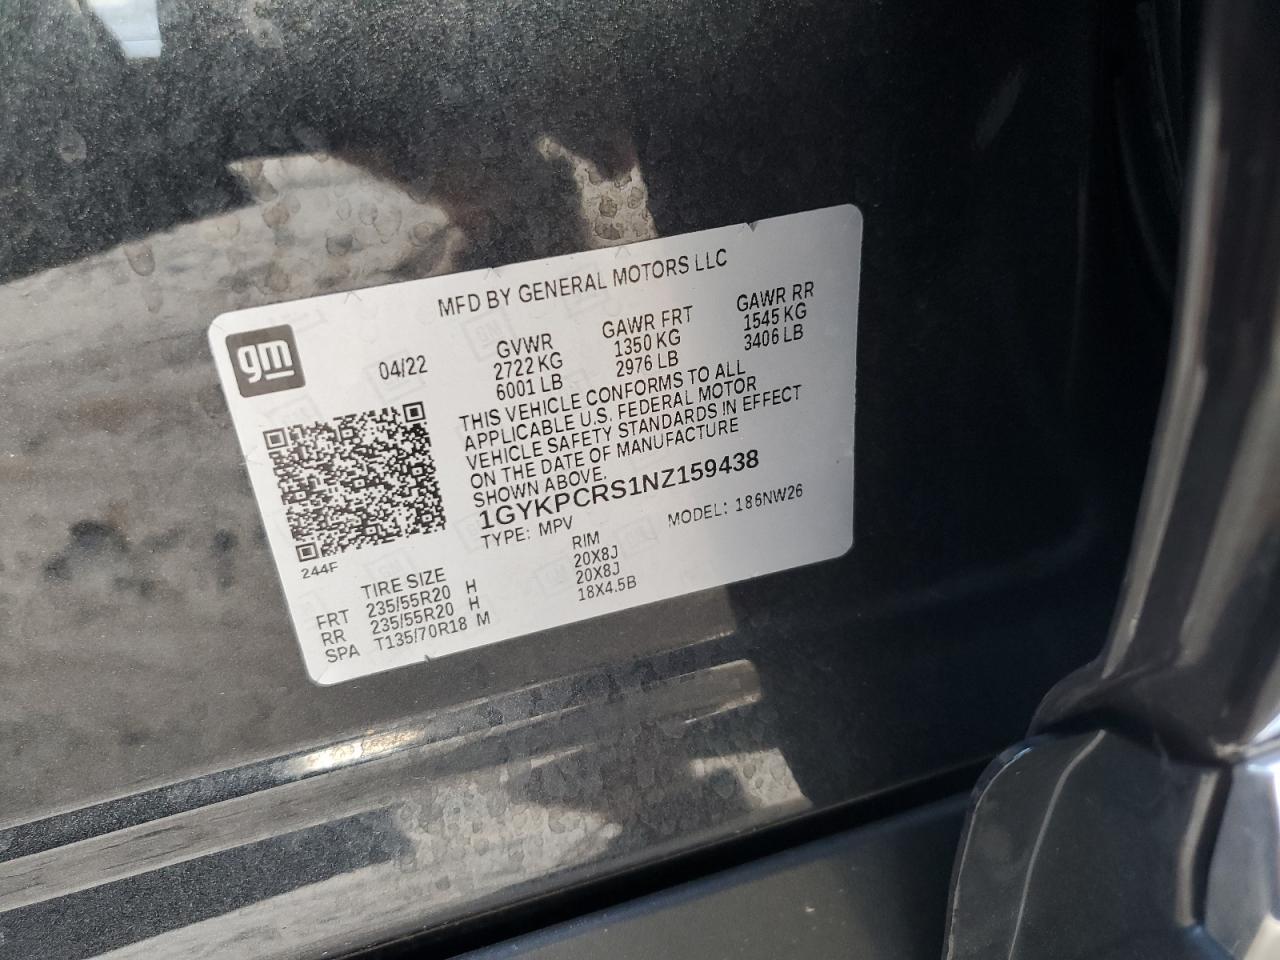 MFD BY GENERAL MOTORS LLC
gm
04/22
GVWR
2722 KG
6001 LB
GAWR FRT
1350 KG
2976 LB
GAWR RR
1545 KG
3406 LB
THIS VEHICLE CONFORMS TO ALL
APPLICABLE U.S. FEDERAL MOTOR
VEHICLE SAFETY STANDARDS IN EFFECT
ON THE DATE OF MANUFACTURE
SHOWN ABOVE.
1GYKPCRS1NZ159438
TYPE: MPV MODEL: 186NW26
244F
TIRE SIZE RIM
FRT 235/55R20 H 20X8J
RR 235/55R20 H 20X8J
SPA T135/70R18 M 18X4.5B